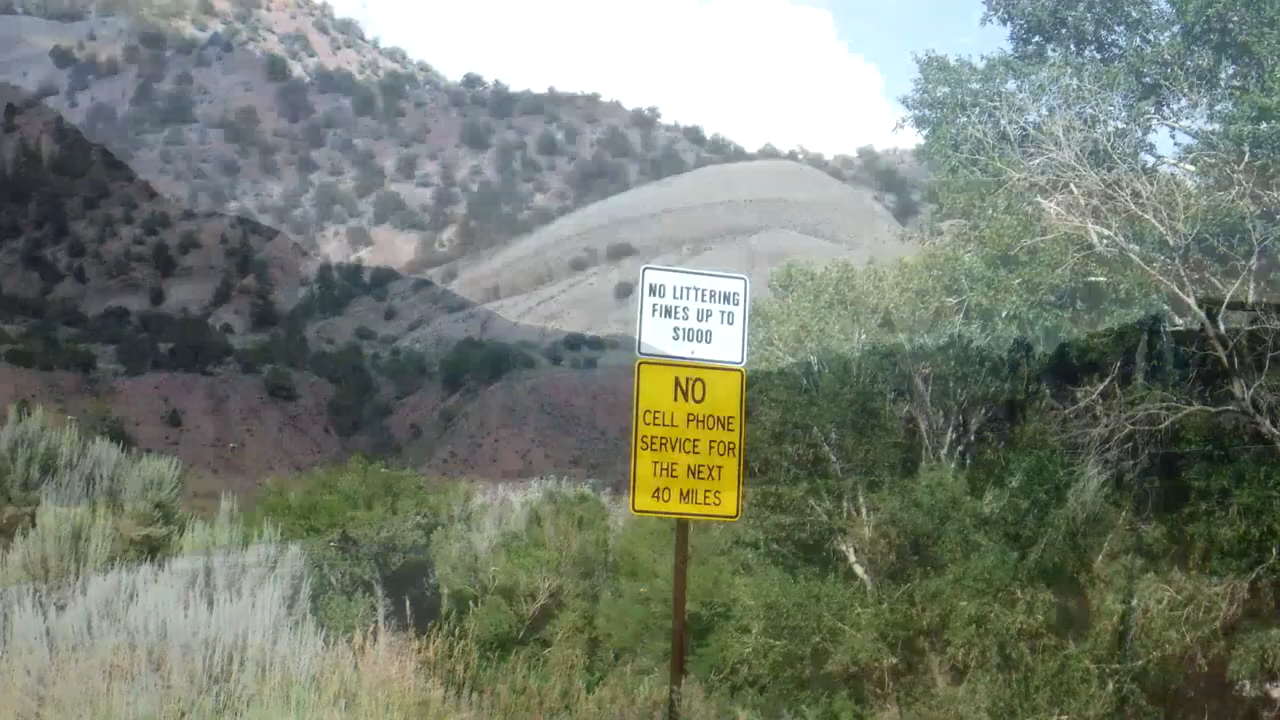 NO LITTERING
FINES UP TO
$1000
NO
CELL PHONE
SERVICE FOR
THE NEXT
40 MILES